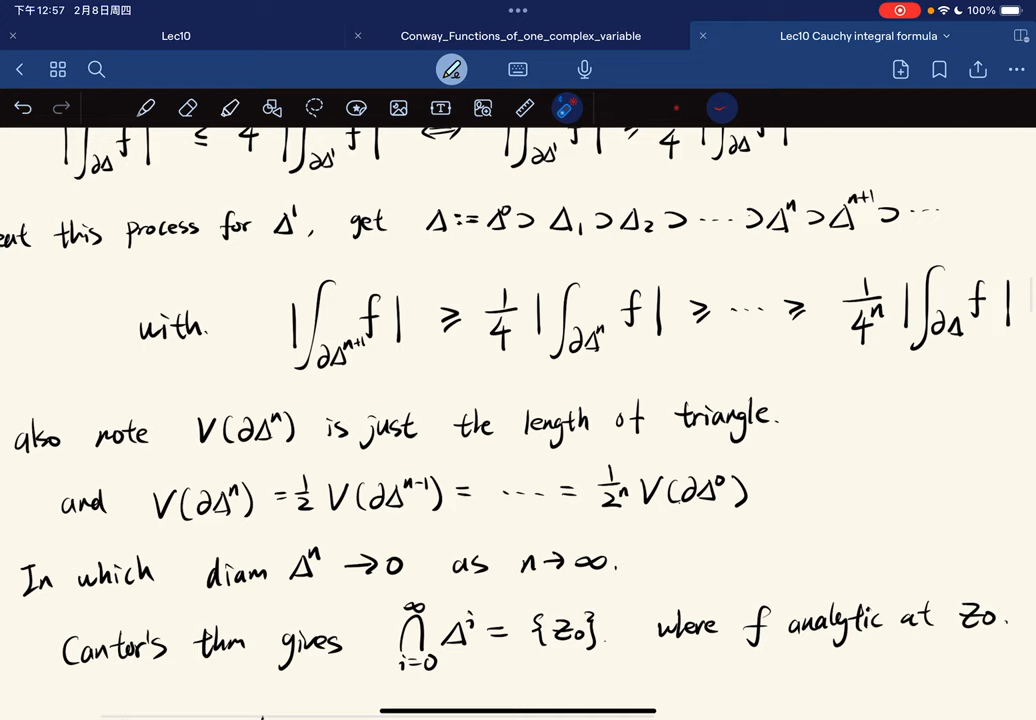 下午12:57 2月8日周四
100%
Lec10
Conway_Functions_of_one_complex_variable
Lec10 Cauchy integral formula
|∫_{∂Δ} f| ≤ 4 |∫_{∂Δ'} f| ⟺ |∫_{∂Δ'} f| ≥ 1/4 |∫_{∂Δ} f|
eat this process for Δ', get Δ := Δ⁰ ⊃ Δ₁ ⊃ Δ₂ ⊃ ⋯ ⊃ Δⁿ ⊃ Δⁿ⁺¹ ⊃ ⋯
with. |∫_{∂Δⁿ⁺¹} f| ≥ 1/4 |∫_{∂Δⁿ} f| ≥ ⋯ ≥ 1/4ⁿ |∫_{∂Δ} f|
also note V(∂Δⁿ) is just the length of triangle.
and V(∂Δⁿ) = 1/2 V(∂Δⁿ⁻¹) = ⋯ = 1/2ⁿ V(∂Δ⁰)
In which diam Δⁿ → 0 as n → ∞.
Cantor's thm gives ⋂_{i=0}^{∞} Δⁱ = {z₀}. where f analytic at z₀.